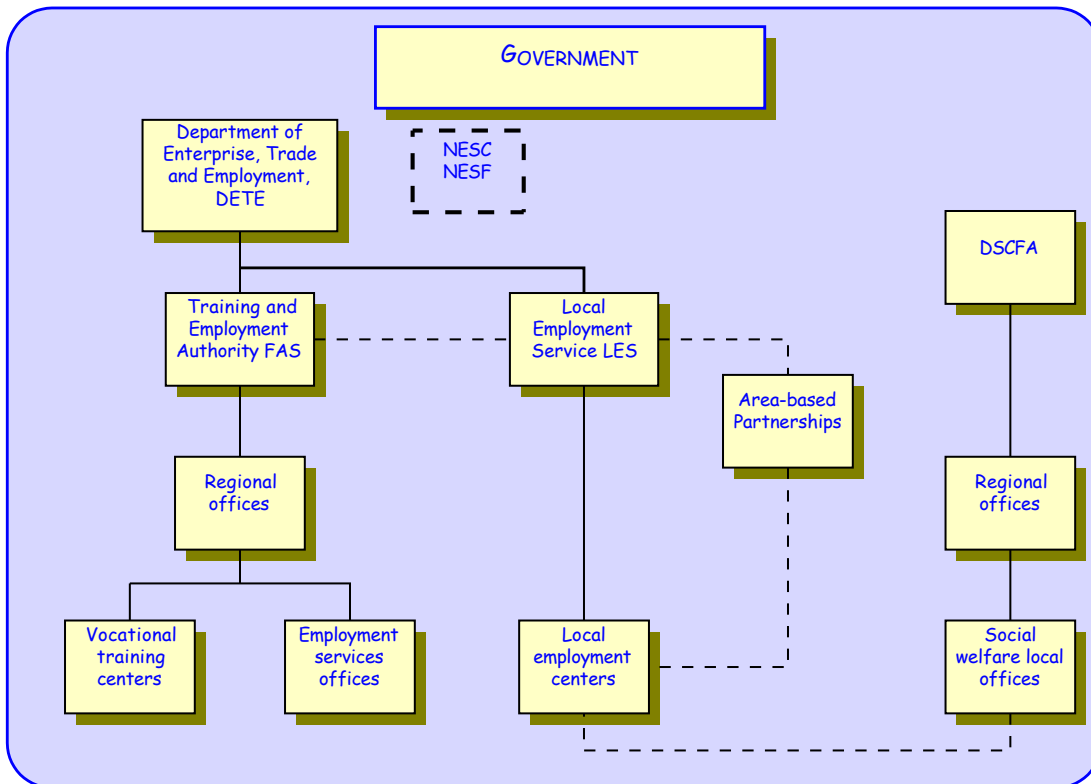 GOVERNMENT
Department of
Enterprise, Trade
and Employment,
DETE
NESC
NESF
DSCFA
Training and
Employment
Authority FAS
Local
Employment
Service LES
Area-based
Partnerships
Regional
offices
Regional
offices
Vocational
training
centers
Employment
services
offices
Local
employment
centers
Social
welfare local
offices